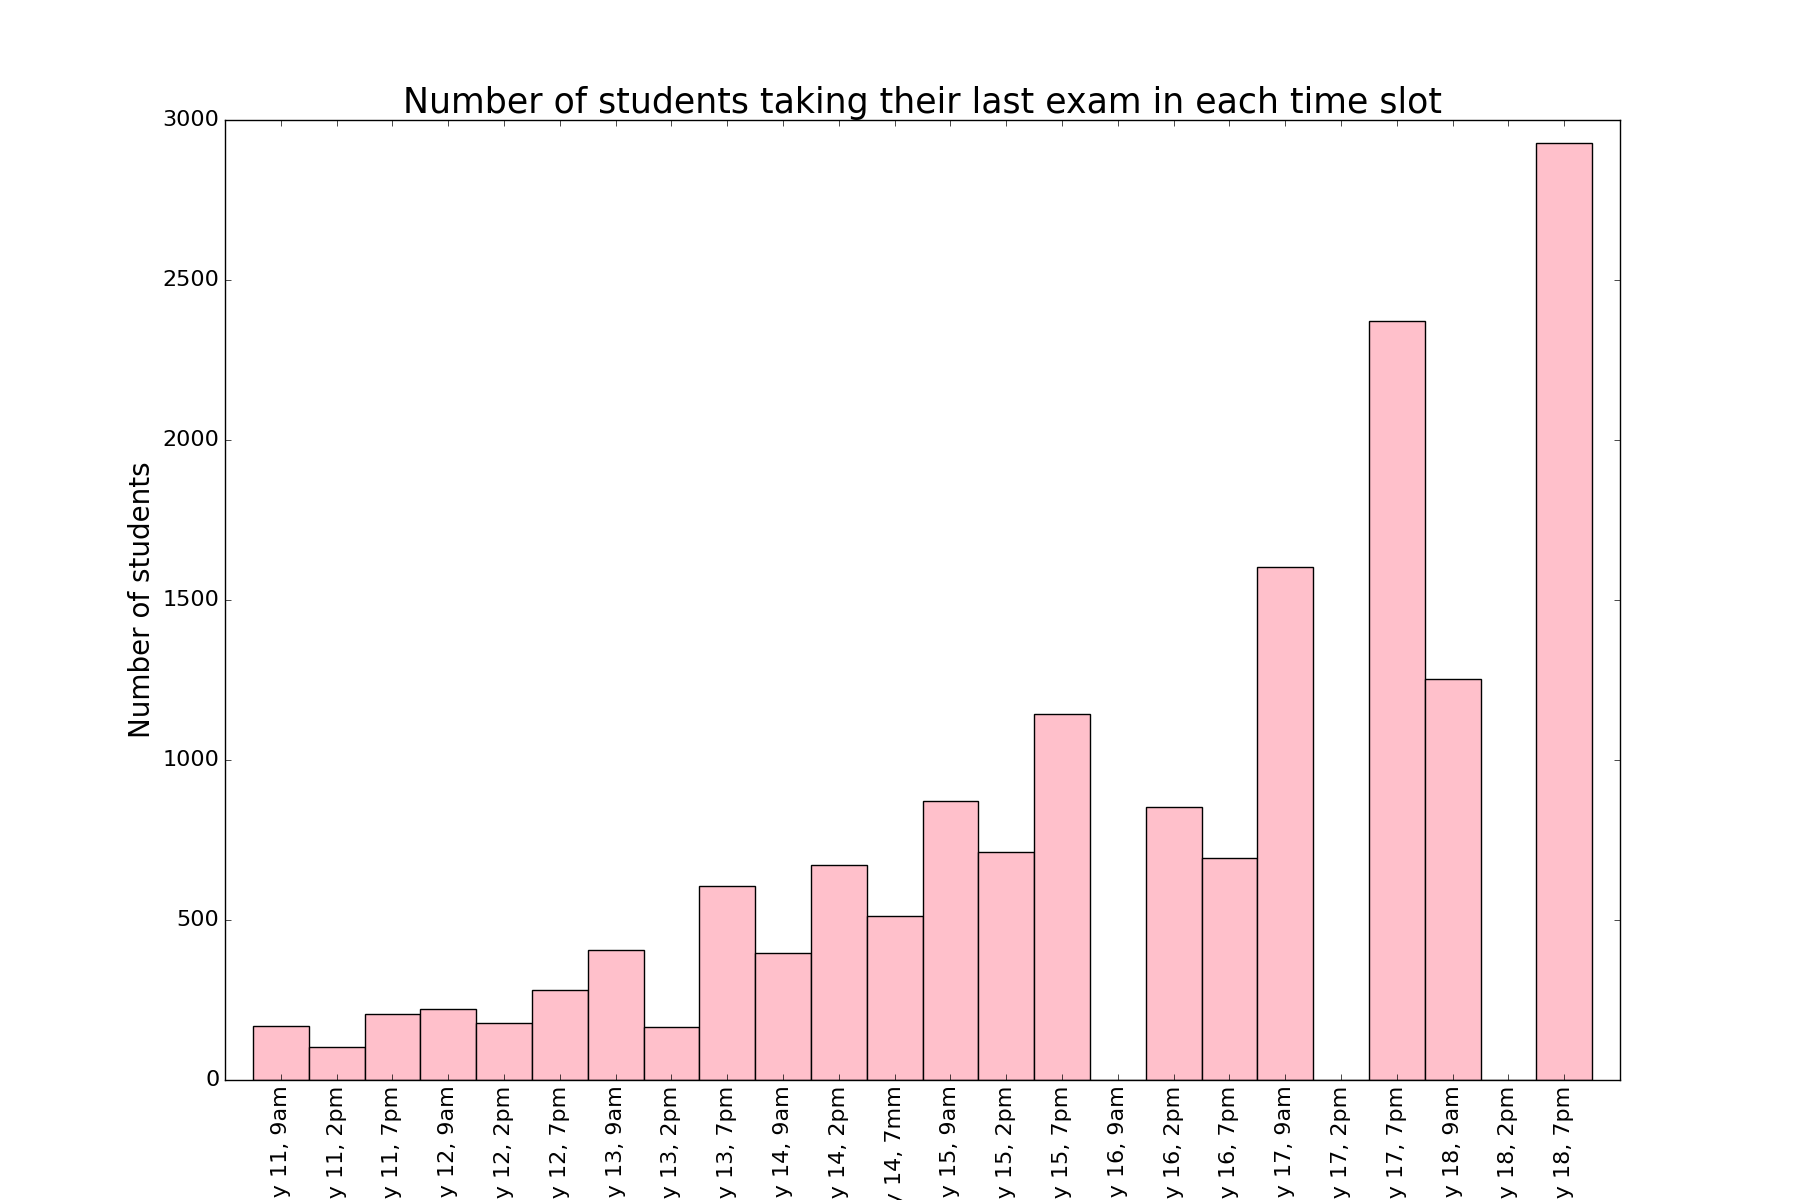 Number of students taking their last exam in each time slot
Number of students
3000
2500
2000
1500
1000
500
0
y 11, 9am
y 11, 2pm
y 11, 7pm
y 12, 9am
y 12, 2pm
y 12, 7pm
y 13, 9am
y 13, 2pm
y 13, 7pm
y 14, 9am
y 14, 2pm
y 14, 7mm
y 15, 9am
y 15, 2pm
y 15, 7pm
y 16, 9am
y 16, 2pm
y 16, 7pm
y 17, 9am
y 17, 2pm
y 17, 7pm
y 18, 9am
y 18, 2pm
y 18, 7pm